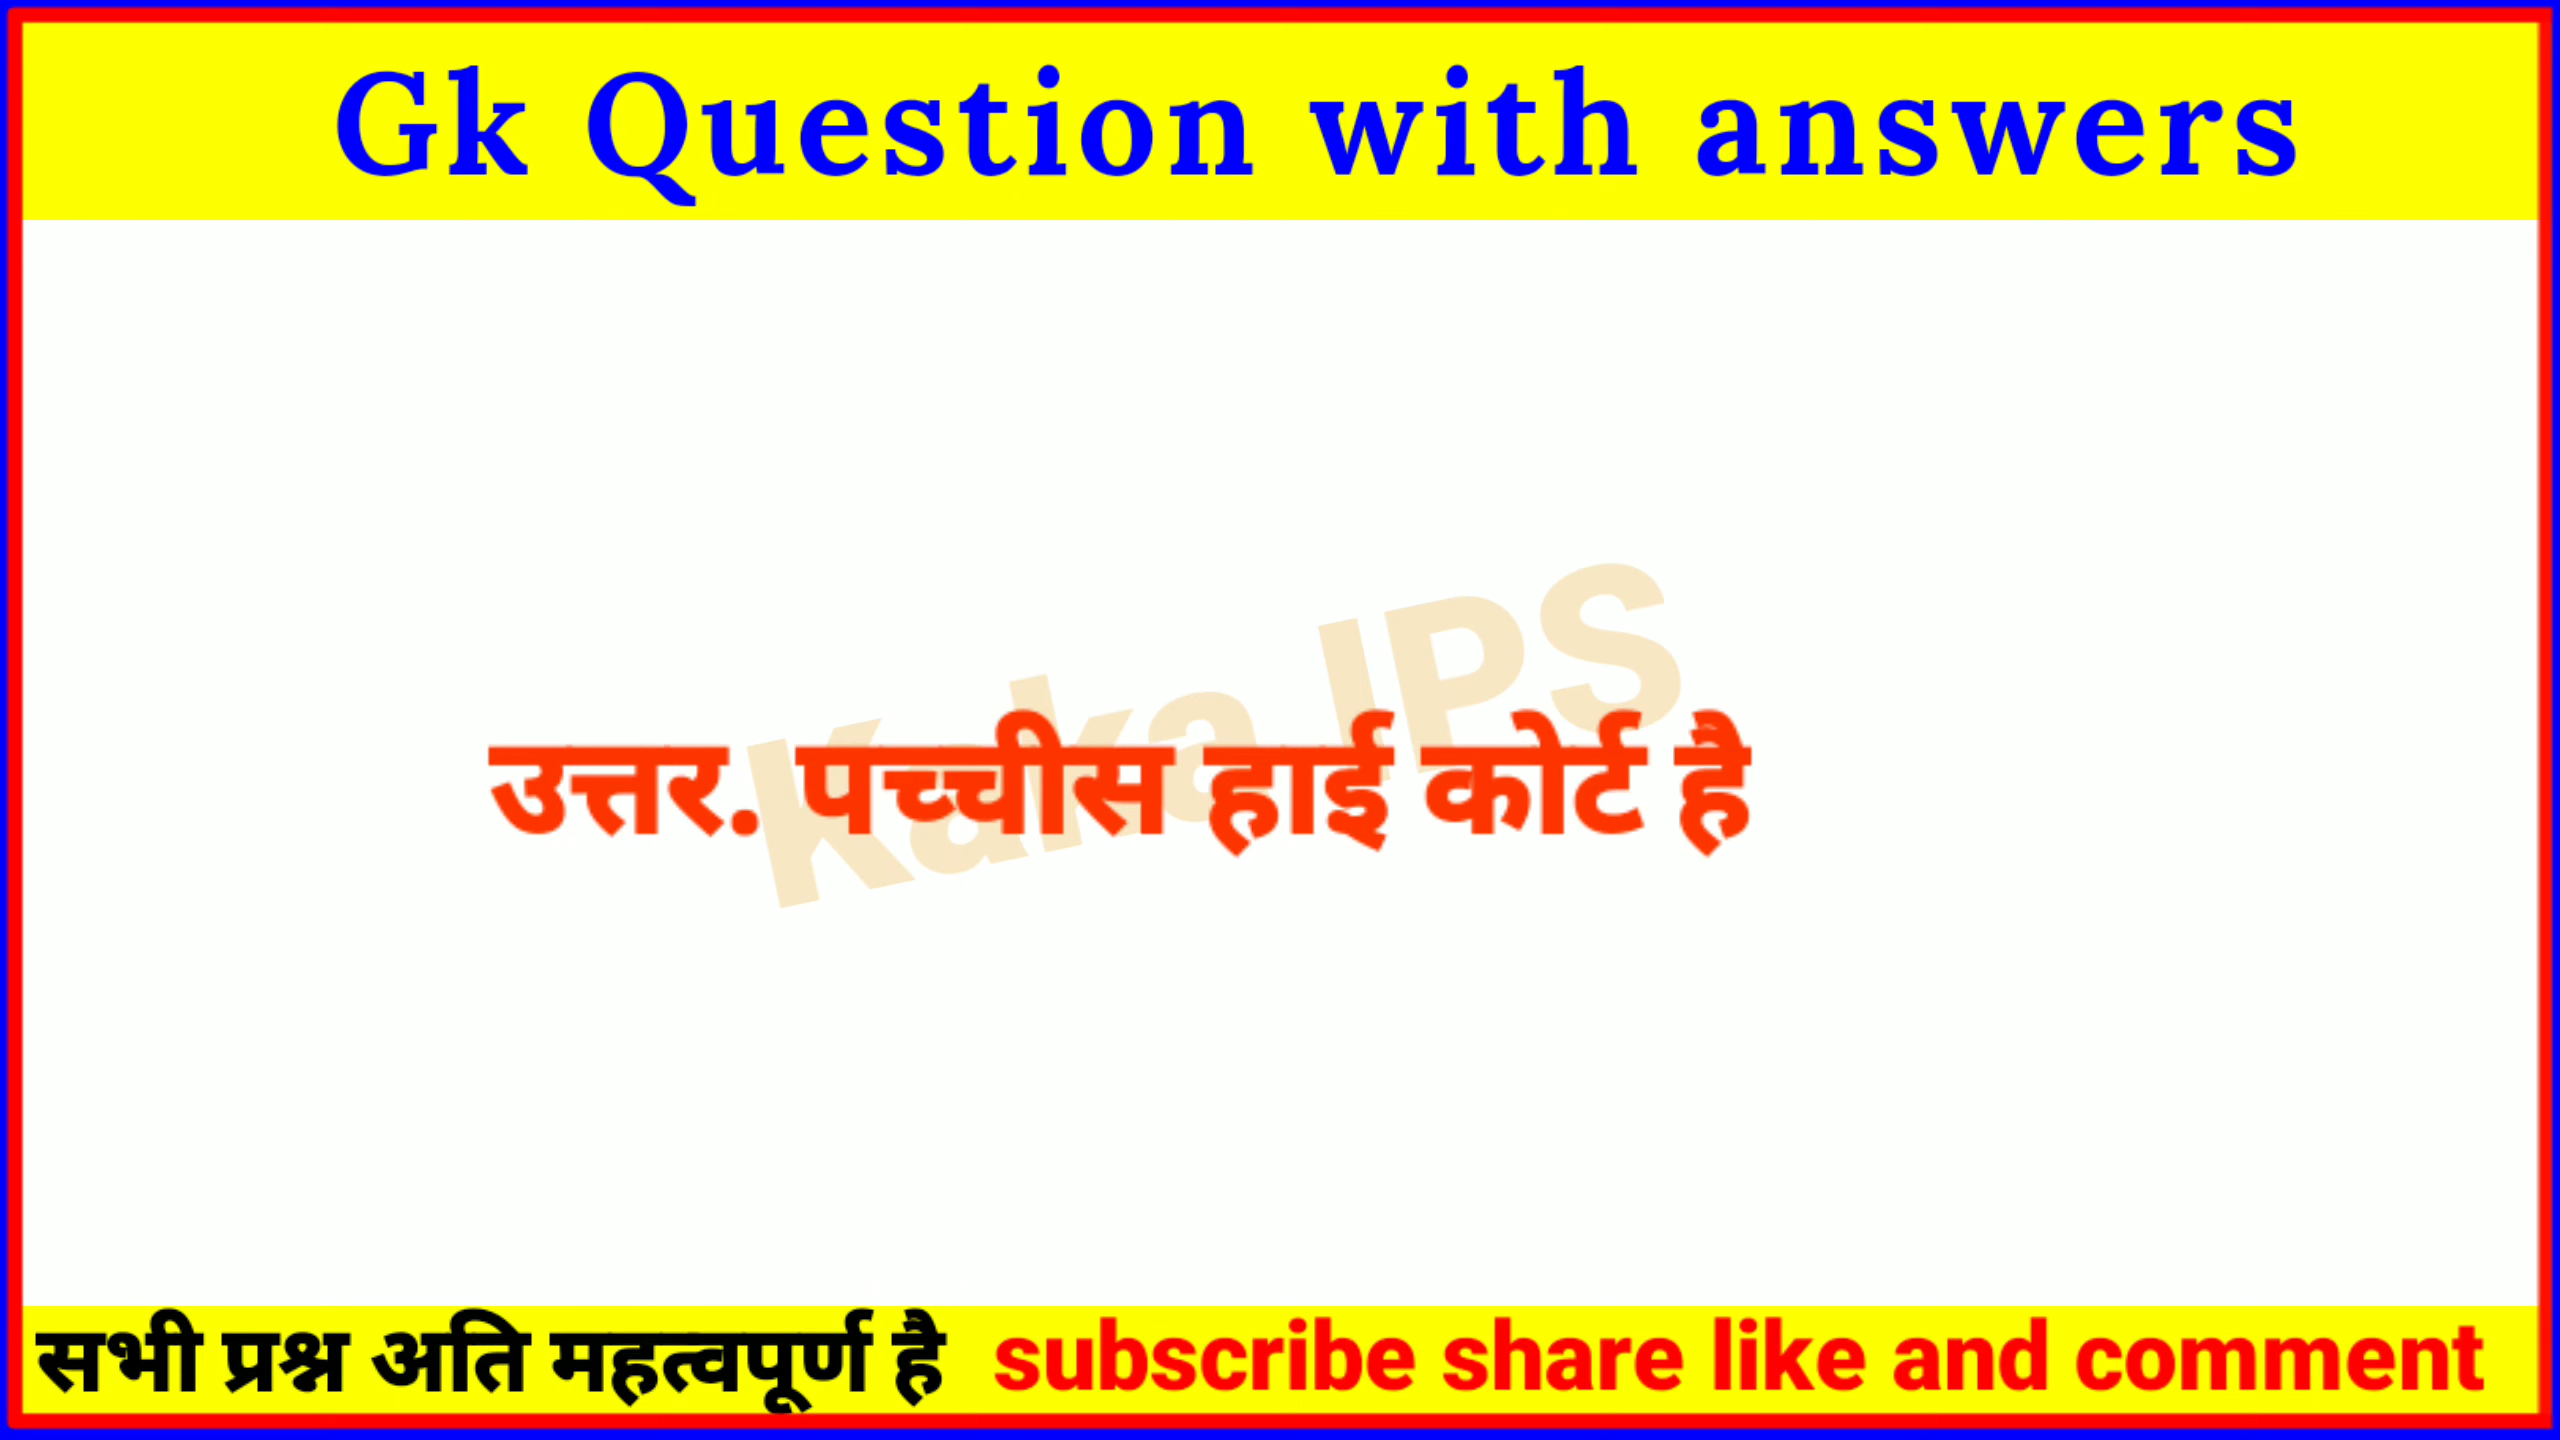 Gk Question with answers
Kaka IPS
उत्तर. पच्चीस हाई कोर्ट है
सभी प्रश्न अति महत्वपूर्ण है subscribe share like and comment